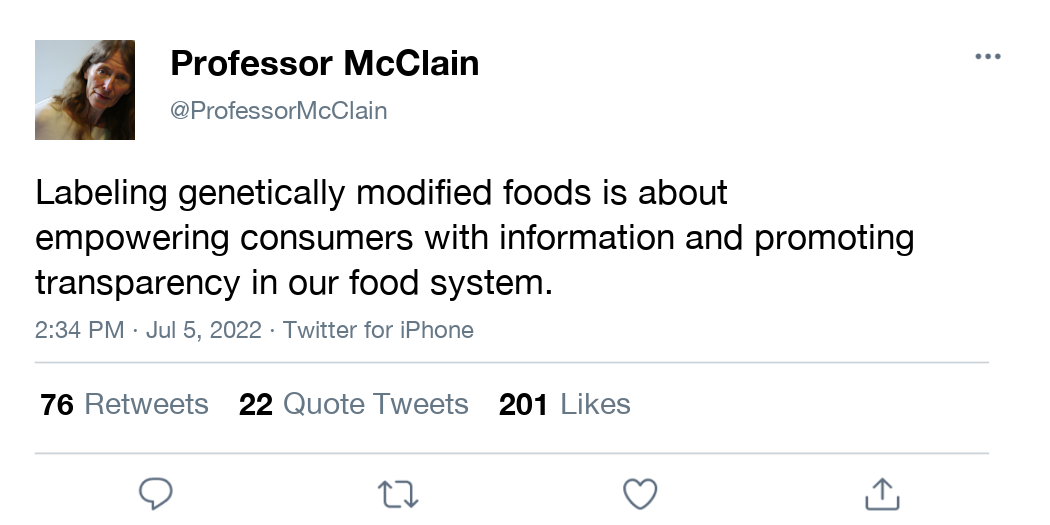 Professor McClain
@ProfessorMcClain
Labeling genetically modified foods is about
empowering consumers with information and promoting
transparency in our food system.
2:34 PM · Jul 5, 2022 · Twitter for iPhone
76 Retweets 22 Quote Tweets 201 Likes